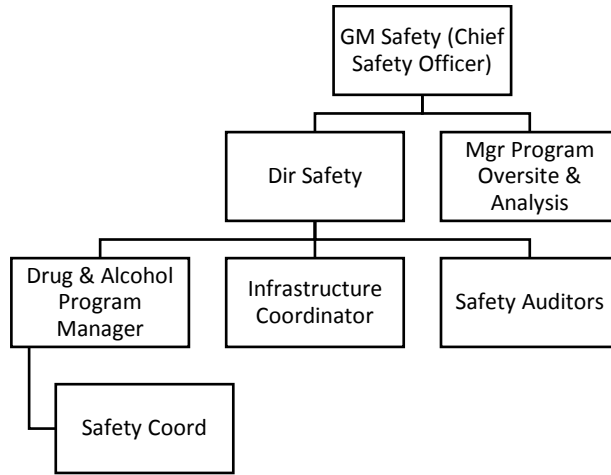 GM Safety (Chief
Safety Officer)
Dir Safety
Mgr Program
Oversite &
Analysis
Drug & Alcohol
Program
Manager
Infrastructure
Coordinator
Safety Auditors
Safety Coord